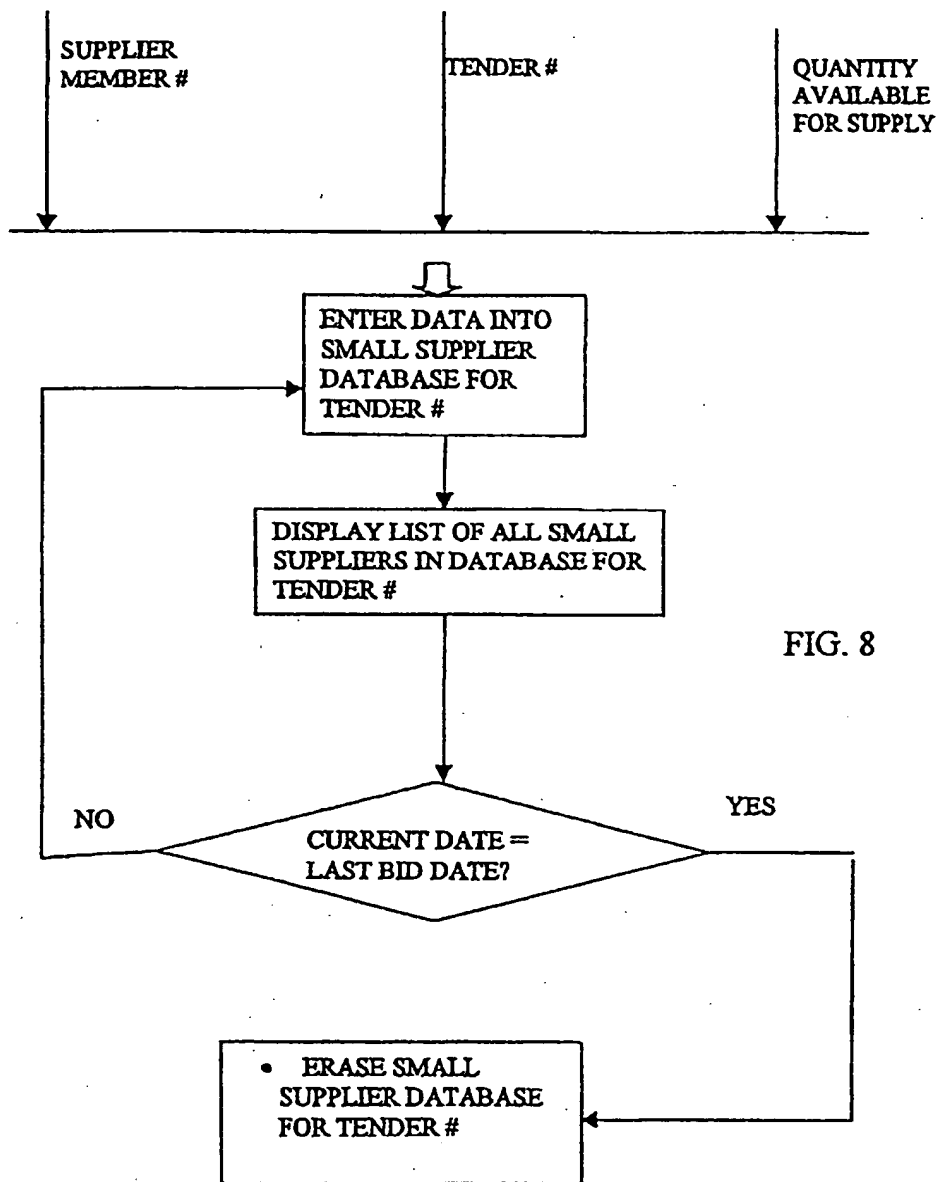 SUPPLIER
MEMBER #
TENDER #
QUANTITY
AVAILABLE
FOR SUPPLY
ENTER DATA INTO
SMALL SUPPLIER
DATABASE FOR
TENDER #
DISPLAY LIST OF ALL SMALL
SUPPLIERS IN DATABASE FOR
TENDER #
FIG. 8
NO
YES
CURRENT DATE =
LAST BID DATE?
• ERASE SMALL
SUPPLIER DATABASE
FOR TENDER #